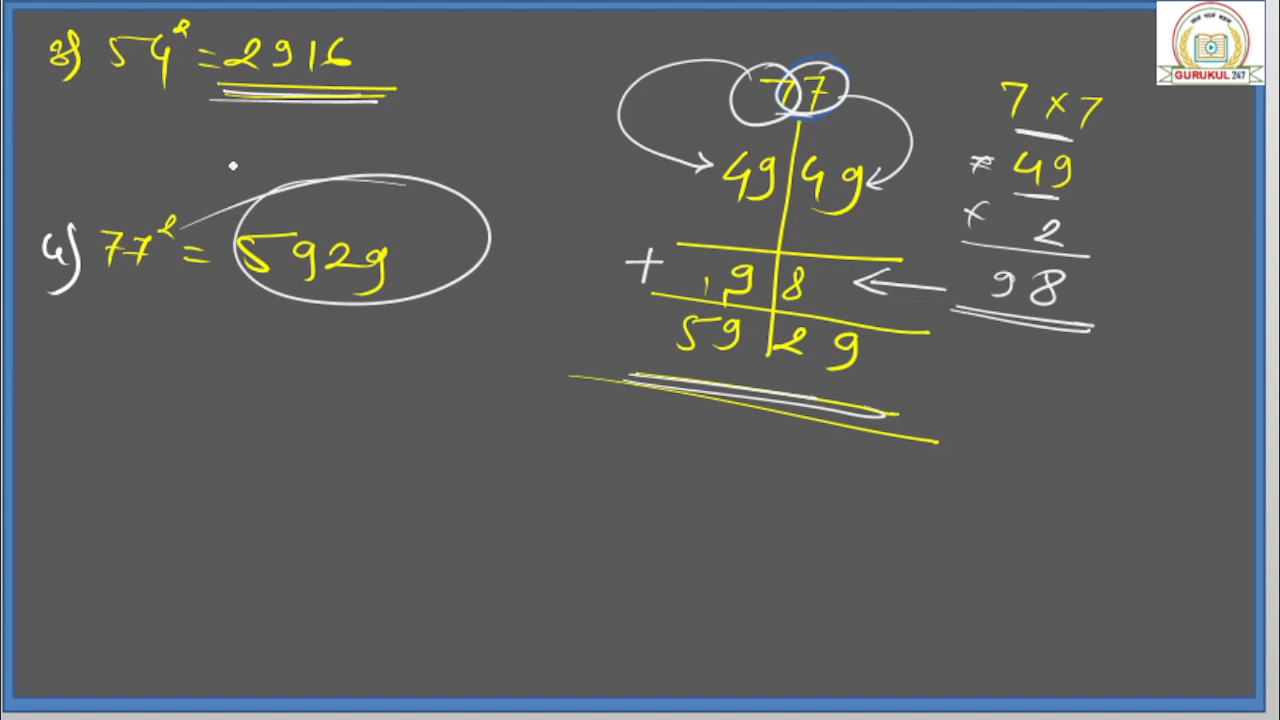 3) 54² = 2916
4) 77² = 5929
77
49 | 49
+ 1 9 | 8
59 | 29
7 × 7
= 49
× 2
98
GURUKUL 247